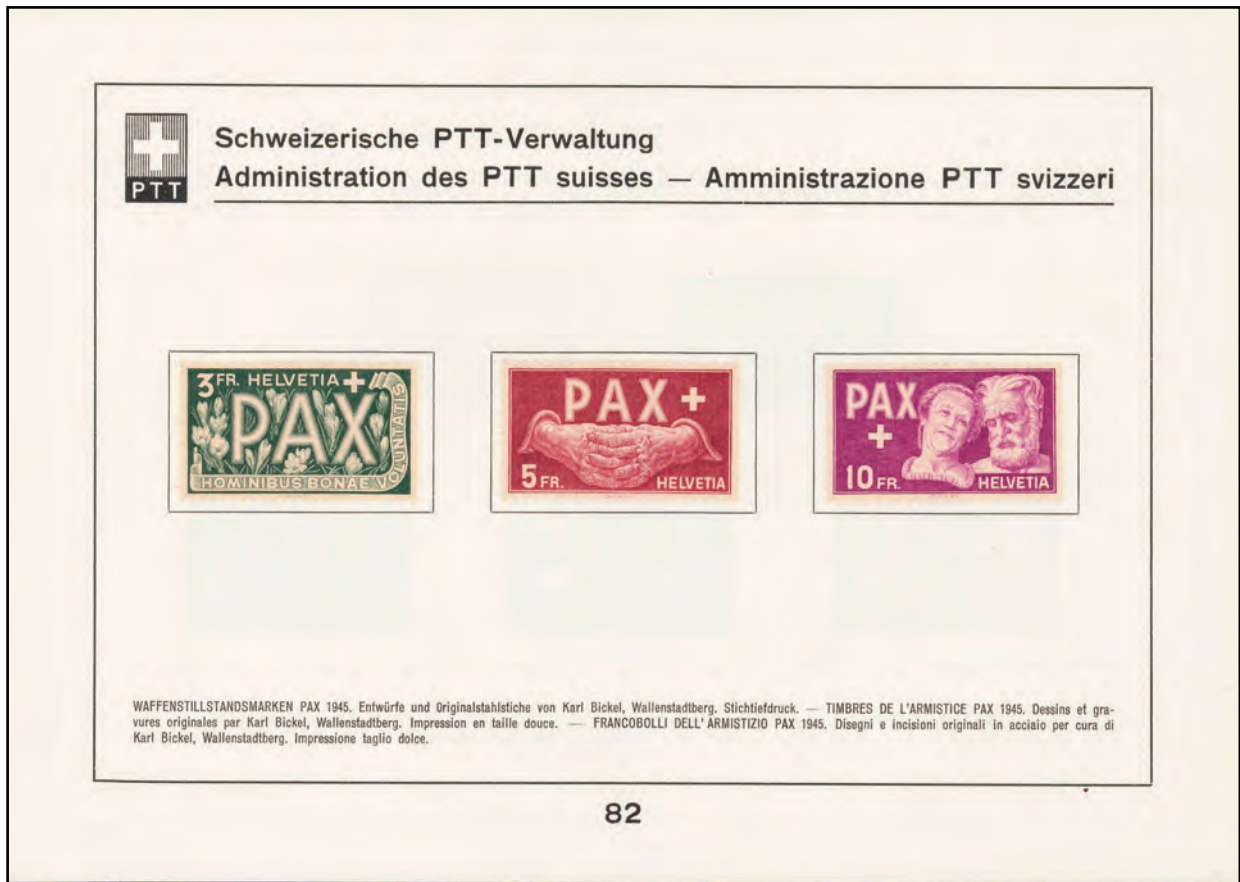 PTT
Schweizerische PTT-Verwaltung
Administration des PTT suisses — Amministrazione PTT svizzeri
3 FR. HELVETIA
PAX
HOMINIBUS BONAE VOLUNTATIS
PAX
5 FR. HELVETIA
PAX
10 FR. HELVETIA
WAFFENSTILLSTANDSMARKEN PAX 1945. Entwürfe und Originalstahlstiche von Karl Bickel, Wallenstadtberg. Stichtiefdruck. — TIMBRES DE L'ARMISTICE PAX 1945. Dessins et gra-
vures originales par Karl Bickel, Wallenstadtberg. Impression en taille douce. — FRANCOBOLLI DELL' ARMISTIZIO PAX 1945. Disegni e incisioni originali in acciaio per cura di
Karl Bickel, Wallenstadtberg. Impressione taglio dolce.
82